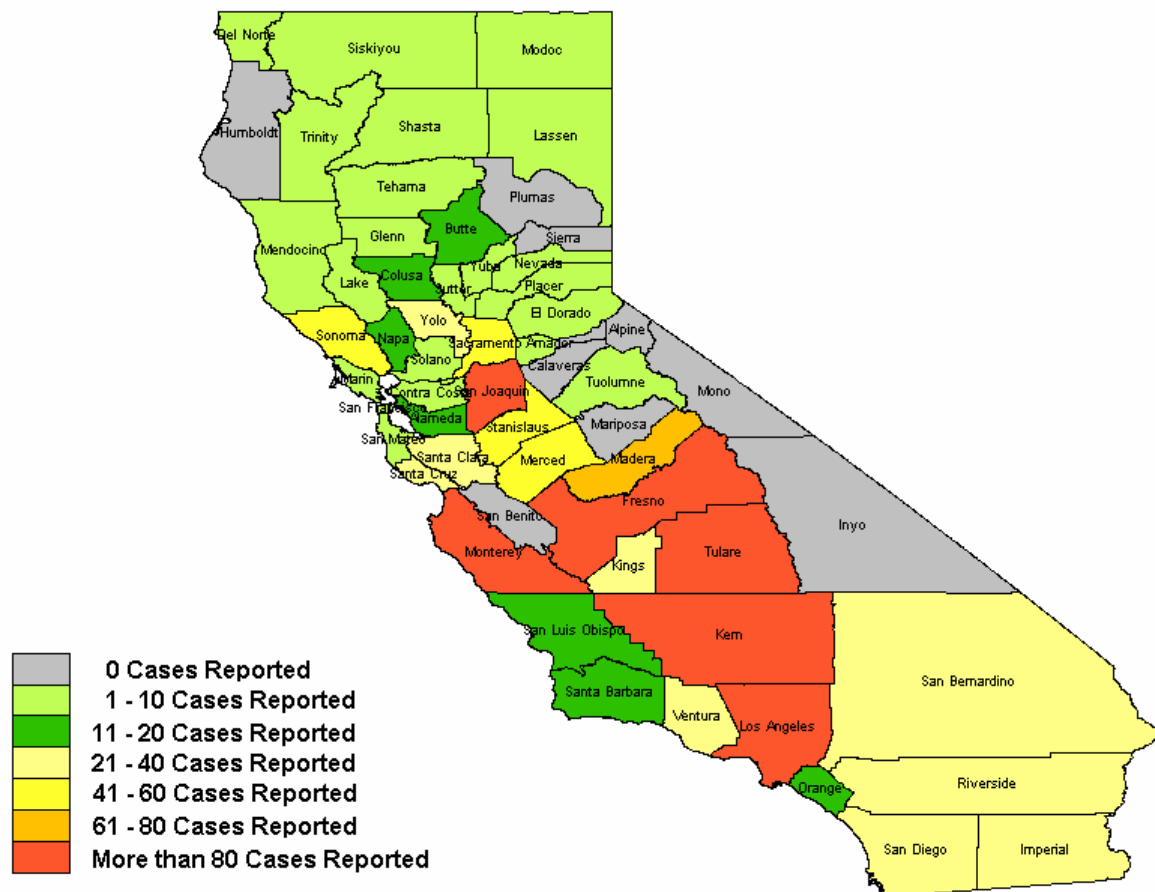 Del Norte
Siskiyou
Modoc
Humboldt
Trinity
Shasta
Lassen
Tehama
Plumas
Butte
Glenn
Sierra
Mendocino
Colusa
Lake
Yuba
Nevada
Placer
El Dorado
Yolo
Sonoma
Napa
Sacramento
Amador
Alpine
Solano
Calaveras
Marin
Contra Costa
San Joaquin
Tuolumne
Mono
San Francisco
Alameda
Stanislaus
Mariposa
San Mateo
Santa Clara
Merced
Madera
Santa Cruz
Fresno
San Benito
Inyo
Monterey
Kings
Tulare
San Luis Obispo
Kern
Santa Barbara
San Bernardino
Ventura
Los Angeles
Orange
Riverside
San Diego
Imperial
0 Cases Reported
1 - 10 Cases Reported
11 - 20 Cases Reported
21 - 40 Cases Reported
41 - 60 Cases Reported
61 - 80 Cases Reported
More than 80 Cases Reported